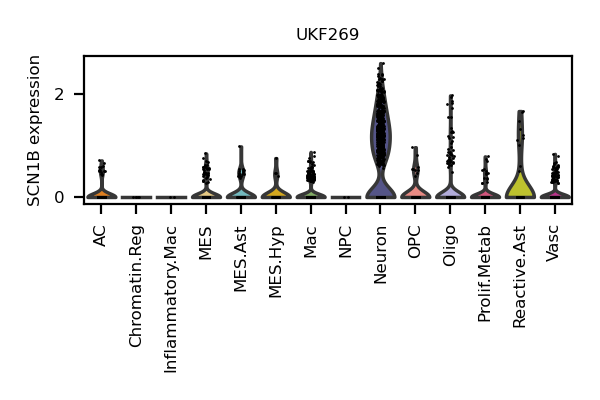 UKF269
SCN1B expression
2
0
AC
Chromatin.Reg
Inflammatory.Mac
MES
MES.Ast
MES.Hyp
Mac
NPC
Neuron
OPC
Oligo
Prolif.Metab
Reactive.Ast
Vasc